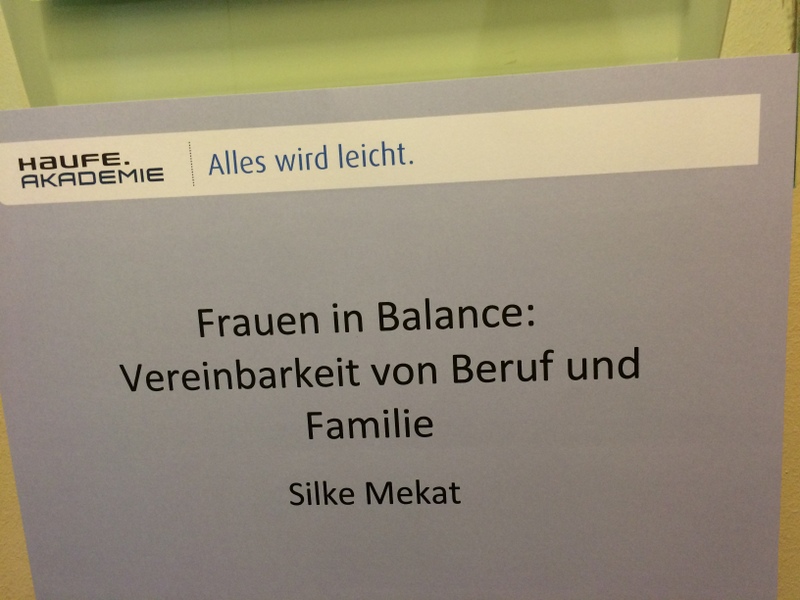 HAUFE.
AKADEMIE
Alles wird leicht.
Frauen in Balance:
Vereinbarkeit von Beruf und
Familie
Silke Mekat